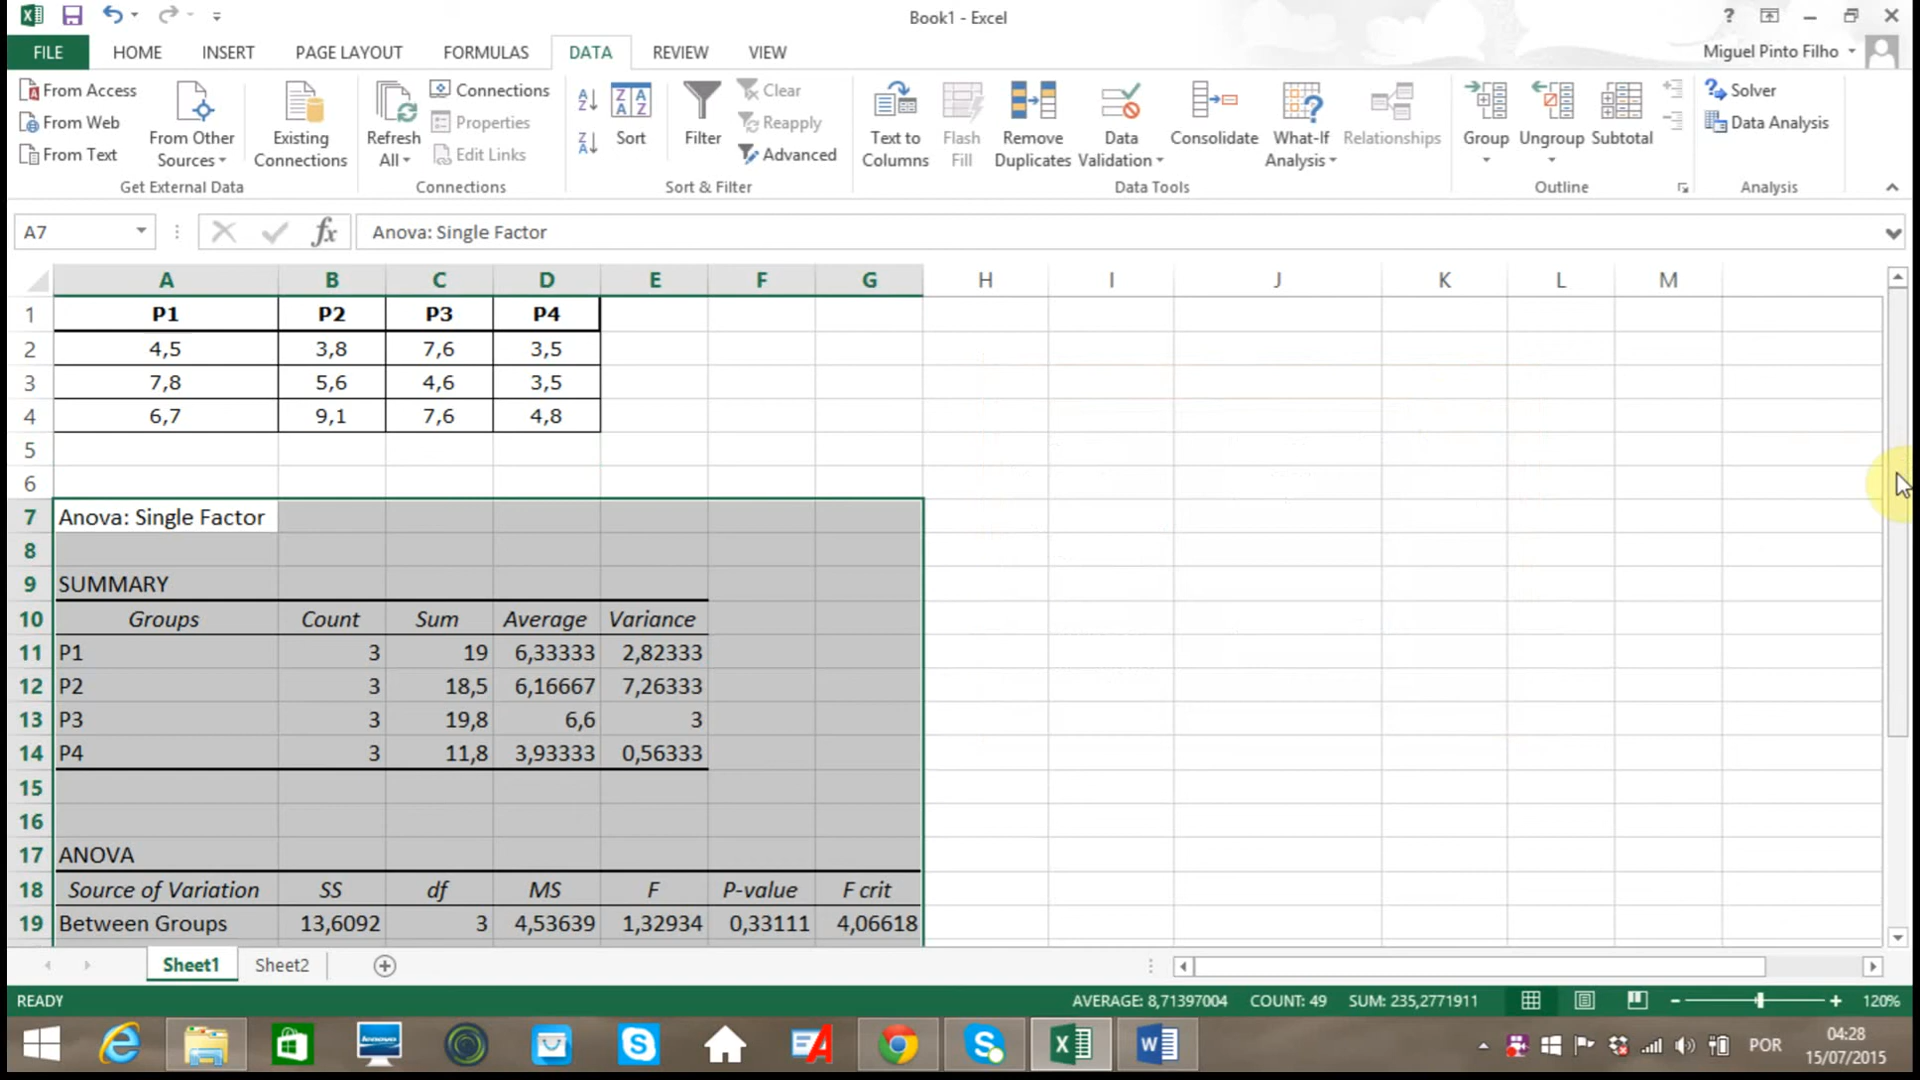 Book1 - Excel
FILE HOME INSERT PAGE LAYOUT FORMULAS DATA REVIEW VIEW Miguel Pinto Filho
From Access
From Web
From Text
From Other Sources
Existing Connections
Get External Data
Refresh All
Connections
Properties
Edit Links
Connections
Sort
Filter
Clear
Reapply
Advanced
Sort & Filter
Text to Columns
Flash Fill
Remove Duplicates
Data Validation
Consolidate
What-If Analysis
Relationships
Data Tools
Group
Ungroup
Subtotal
Outline
Solver
Data Analysis
Analysis
A7 fx Anova: Single Factor
A B C D E F G H I J K L M
1 P1 P2 P3 P4
2 4,5 3,8 7,6 3,5
3 7,8 5,6 4,6 3,5
4 6,7 9,1 7,6 4,8
5
6
7 Anova: Single Factor
8
9 SUMMARY
10 Groups Count Sum Average Variance
11 P1 3 19 6,33333 2,82333
12 P2 3 18,5 6,16667 7,26333
13 P3 3 19,8 6,6 3
14 P4 3 11,8 3,93333 0,56333
15
16
17 ANOVA
18 Source of Variation SS df MS F P-value F crit
19 Between Groups 13,6092 3 4,53639 1,32934 0,33111 4,06618
Sheet1 Sheet2
READY AVERAGE: 8,71397004 COUNT: 49 SUM: 235,2771911 120%
POR 04:28
15/07/2015